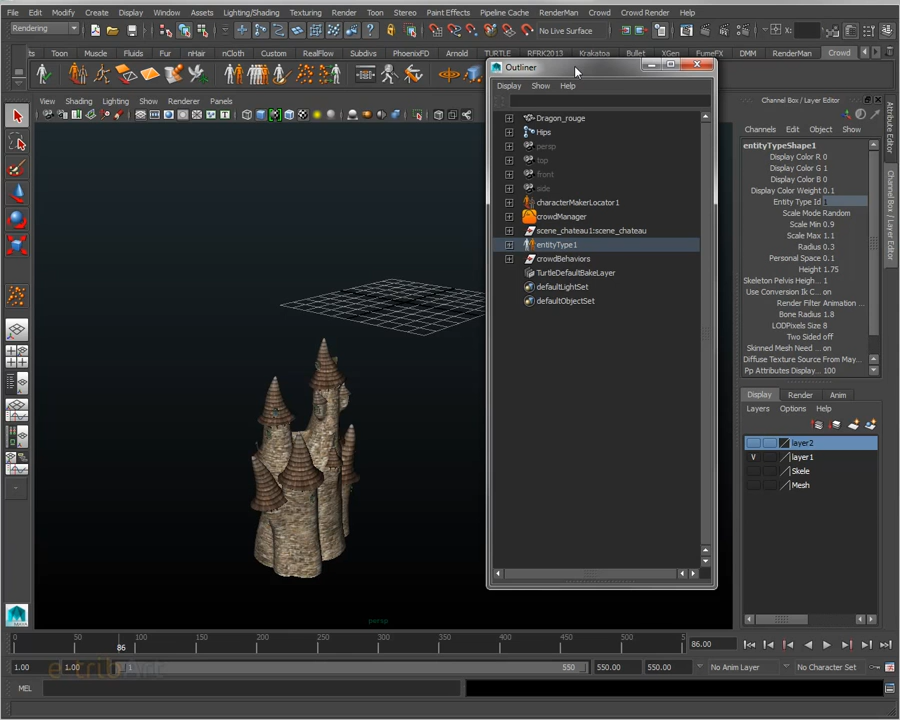 File Edit Modify Create Display Window Assets Lighting/Shading Texturing Render Toon Stereo Paint Effects Pipeline Cache RenderMan Crowd Crowd Render Help
Rendering No Live Surface
ts Toon Muscle Fluids Fur nHair nCloth Custom RealFlow Subdivs PhoenixFD Arnold TURTLE RFRK2013 Krakatoa Bullet XGen FumeFX DMM RenderMan Crowd
Outliner
Display Show Help
Dragon_rouge
Hips
persp
top
front
side
characterMakerLocator1
crowdManager
scene_chateau1:scene_chateau
entityType1
crowdBehaviors
TurtleDefaultBakeLayer
defaultLightSet
defaultObjectSet
View Shading Lighting Show Renderer Panels
persp
Channel Box / Layer Editor
Channels Edit Object Show
entityTypeShape1
Display Color R 0
Display Color G 1
Display Color B 0
Display Color Weight 0.1
Entity Type Id 1
Scale Mode Random
Scale Min 0.9
Scale Max 1.1
Radius 0.3
Personal Space 0.1
Height 1.75
Skeleton Pelvis Heigh... 1
Use Conversion Ik C ... on
Render Filter Animation ...
Bone Radius 1.8
LODPixels Size 8
Two Sided off
Skinned Mesh Need ... on
Diffuse Texture Source From May...
Pp Attributes Display... 100
Attribute Editor
Channel Box / Layer Editor
Display Render Anim
Layers Options Help
layer2
V layer1
Skele
Mesh
0 50 100 150 200 250 300 350 400 450 500 5
86
86.00
1.00 1.00 1 550 550.00 550.00 No Anim Layer No Character Set
e-tribArt
MEL